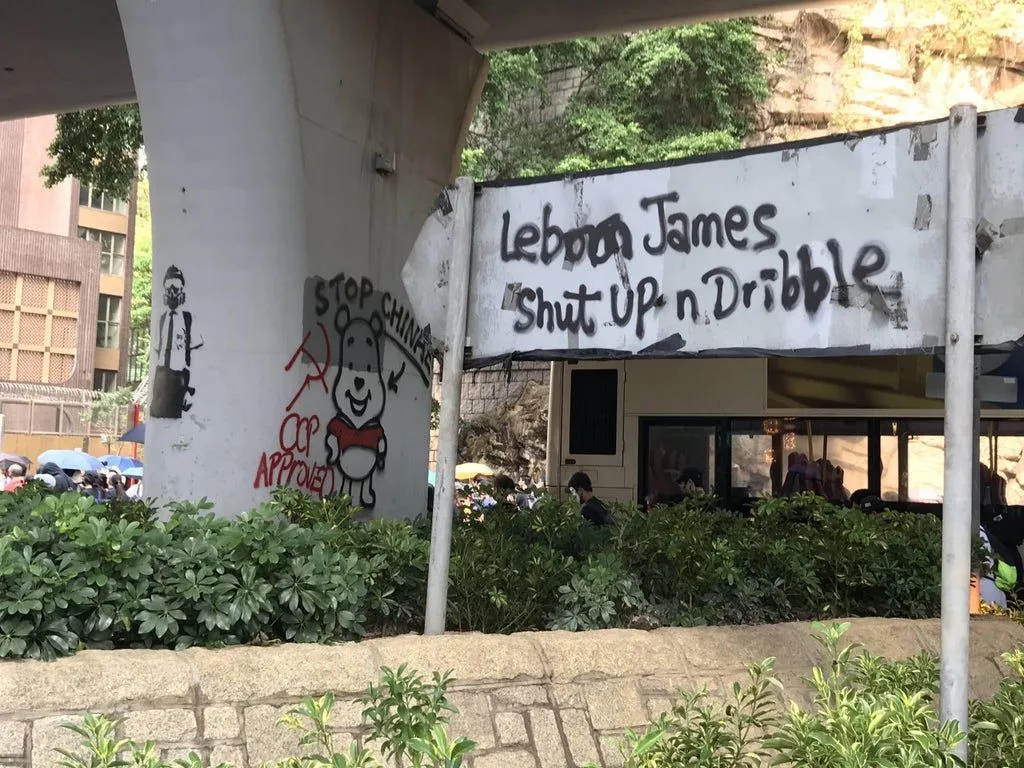 STOP CHINA
CCP
APPROVED
Lebron James
Shut UP n Dribble